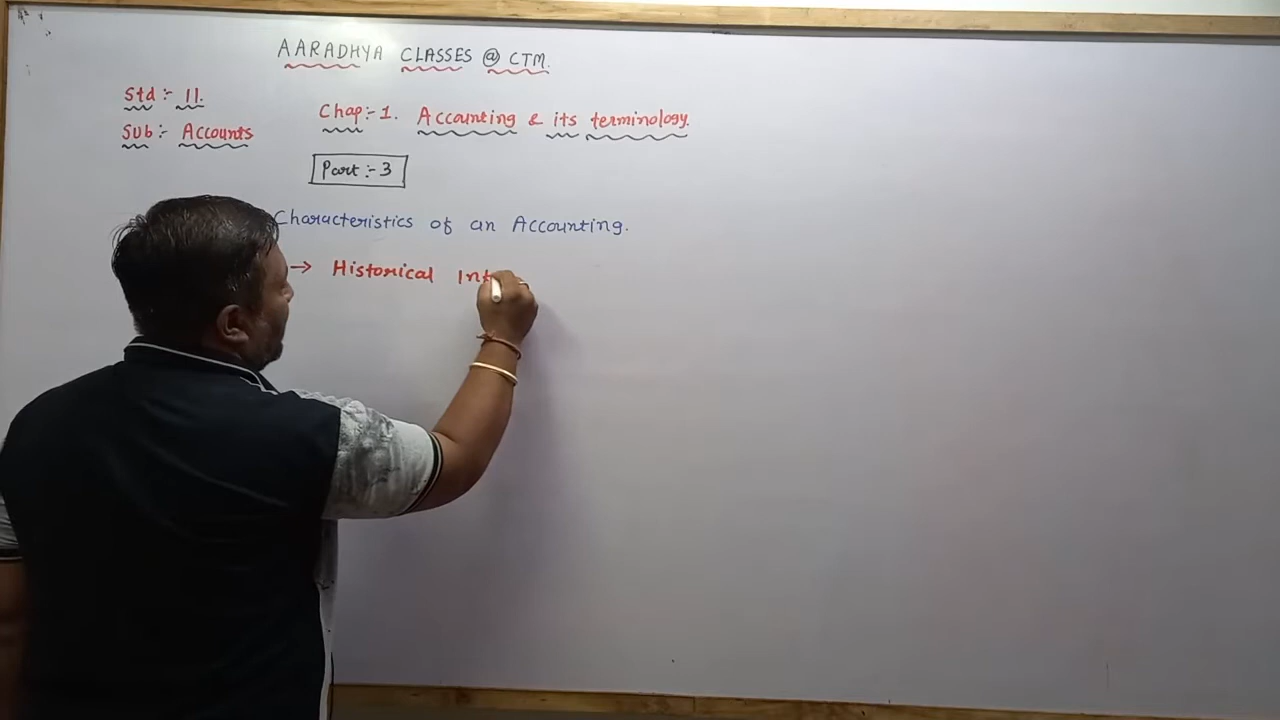 AARADHYA CLASSES @ CTM.
Std :- 11.
Sub :- Accounts
Chap :- 1. Accounting & its terminology.
Part :- 3
Characteristics of an Accounting.
→ Historical